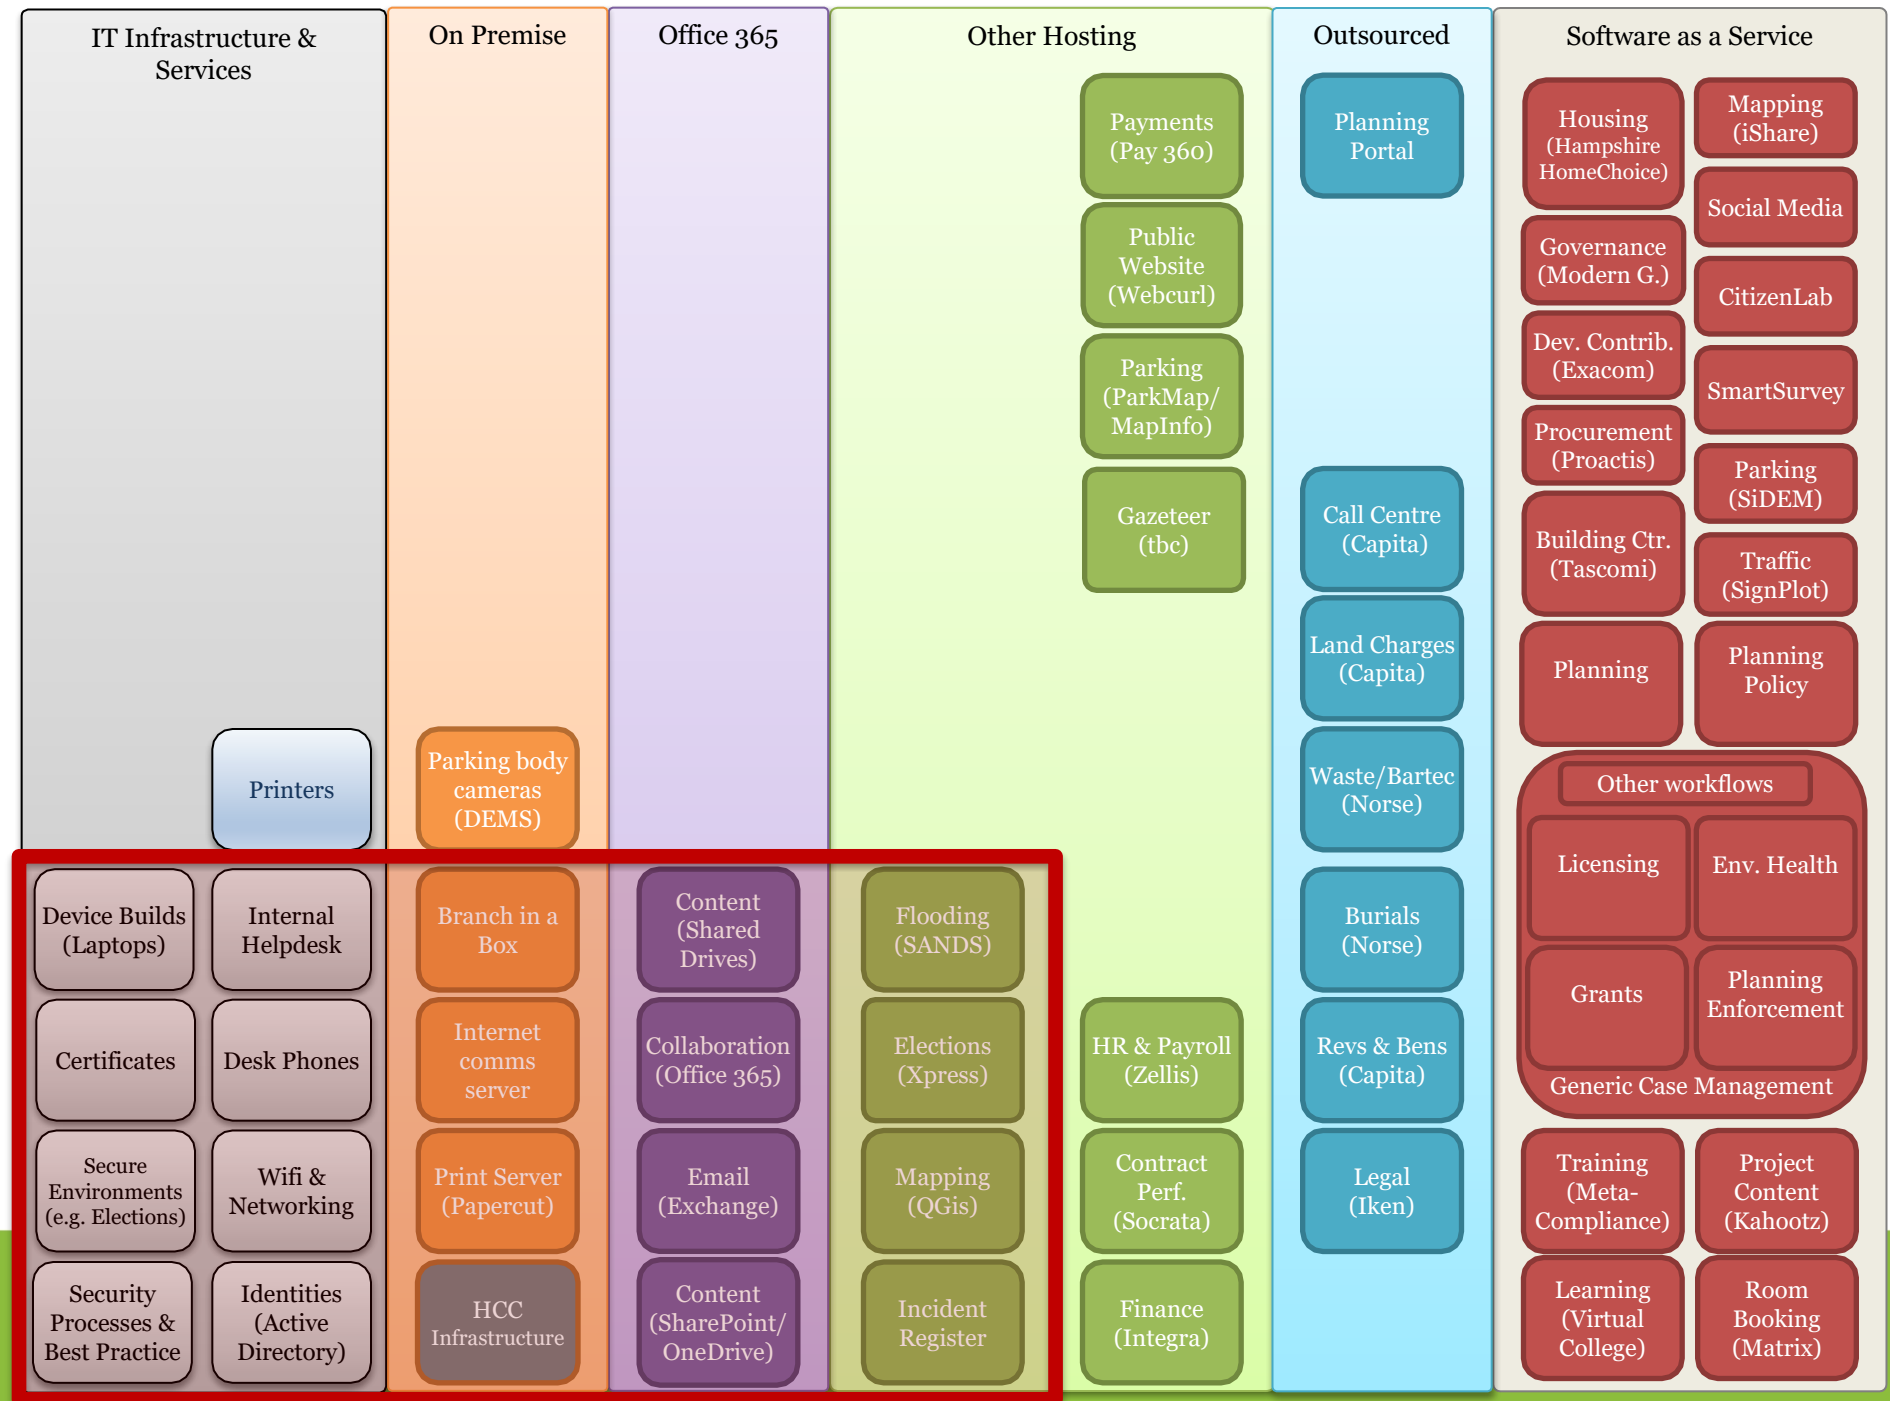 IT Infrastructure &
Services
Printers
Device Builds
(Laptops)
Internal
Helpdesk
Certificates
Desk Phones
Secure
Environments
(e.g. Elections)
Wifi &
Networking
Security
Processes &
Best Practice
Identities
(Active
Directory)
On Premise
Parking body
cameras
(DEMS)
Branch in a
Box
Internet
comms
server
Print Server
(Papercut)
HCC
Infrastructure
Office 365
Content
(Shared
Drives)
Collaboration
(Office 365)
Email
(Exchange)
Content
(SharePoint/
OneDrive)
Other Hosting
Payments
(Pay 360)
Public
Website
(Webcurl)
Parking
(ParkMap/
MapInfo)
Gazeteer
(tbc)
Flooding
(SANDS)
Elections
(Xpress)
HR & Payroll
(Zellis)
Mapping
(QGis)
Contract
Perf.
(Socrata)
Incident
Register
Finance
(Integra)
Outsourced
Planning
Portal
Call Centre
(Capita)
Land Charges
(Capita)
Waste/Bartec
(Norse)
Burials
(Norse)
Revs & Bens
(Capita)
Legal
(Iken)
Software as a Service
Housing
(Hampshire
HomeChoice)
Mapping
(iShare)
Social Media
Governance
(Modern G.)
CitizenLab
Dev. Contrib.
(Exacom)
SmartSurvey
Procurement
(Proactis)
Parking
(SiDEM)
Building Ctr.
(Tascomi)
Traffic
(SignPlot)
Planning
Planning
Policy
Other workflows
Licensing
Env. Health
Grants
Planning
Enforcement
Generic Case Management
Training
(Meta-
Compliance)
Project
Content
(Kahootz)
Learning
(Virtual
College)
Room
Booking
(Matrix)